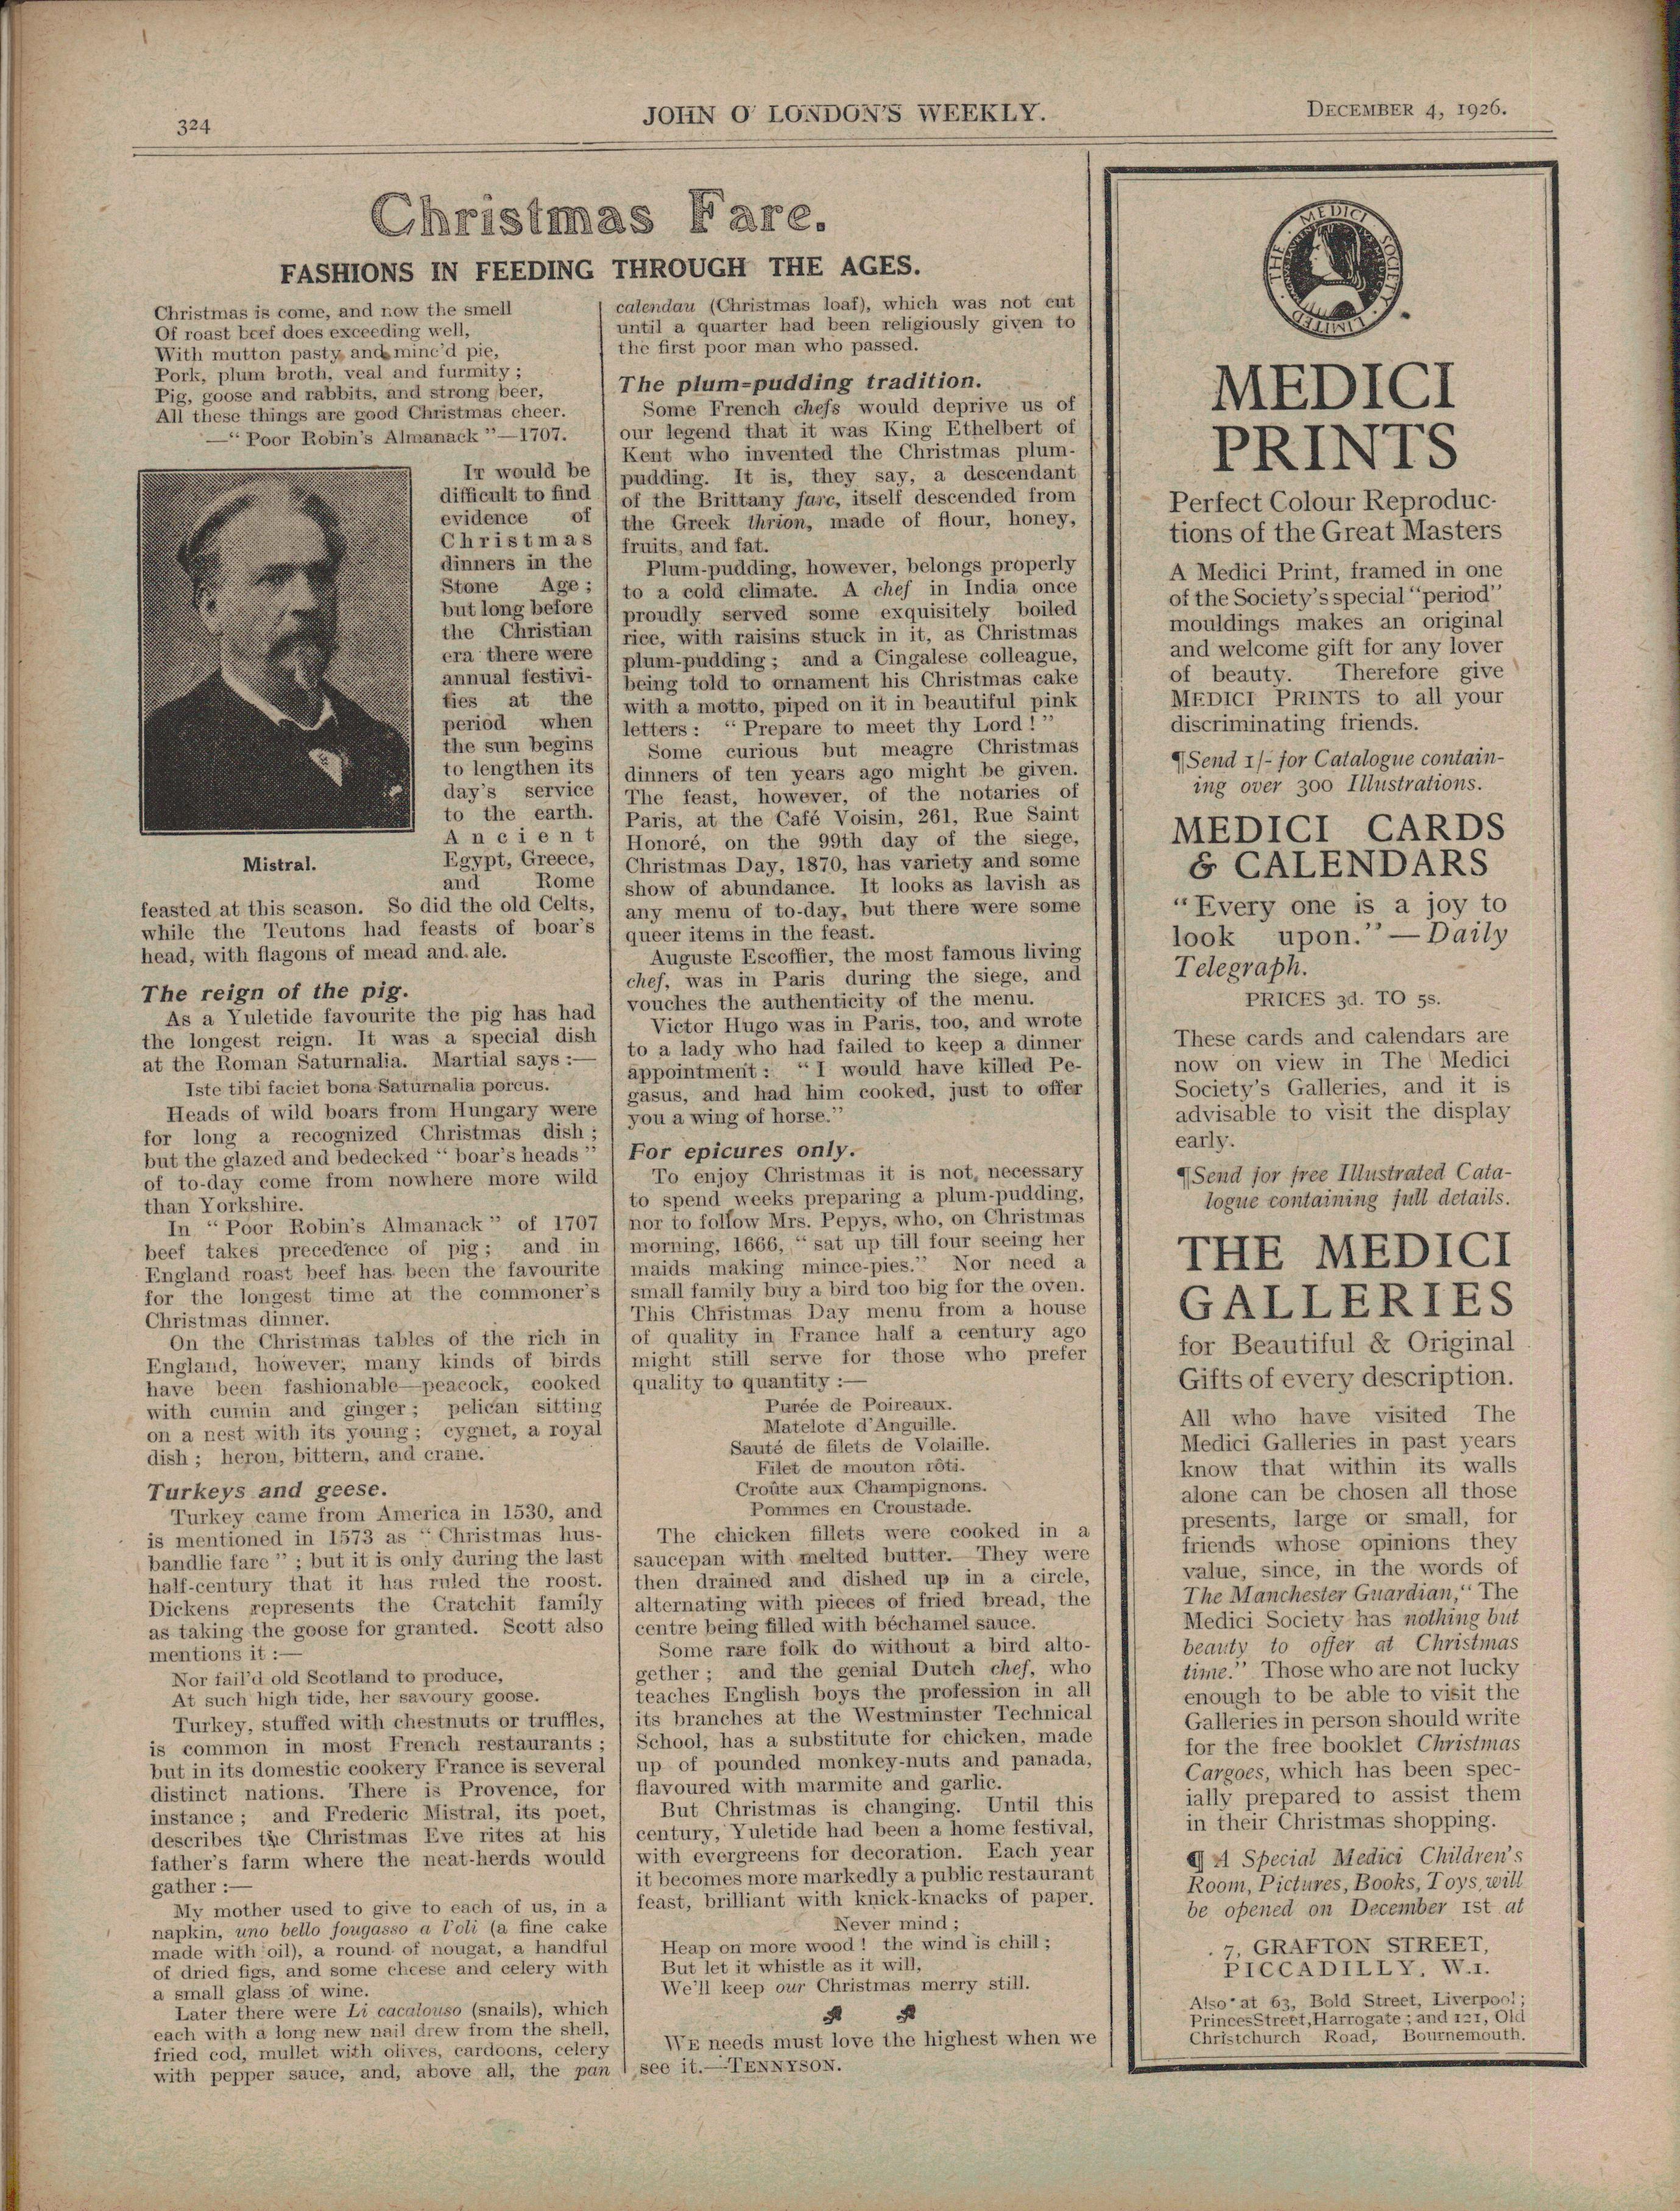 324
JOHN O' LONDON'S WEEKLY.
DECEMBER 4, 1926.
Christmas Fare.
FASHIONS IN FEEDING THROUGH THE AGES.
Christmas is come, and now the smell
Of roast beef does exceeding well,
With mutton pasty, and minc'd pie,
Pork, plum broth, veal and furmity ;
Pig, goose and rabbits, and strong beer,
All these things are good Christmas cheer.
—" Poor Robin's Almanack "—1707.
Mistral.
IT would be
difficult to find
evidence of
Christmas
dinners in the
Stone Age ;
but long before
the Christian
era there were
annual festivi-
ties at the
period when
the sun begins
to lengthen its
day's service
to the earth.
Ancient
Egypt, Greece,
and Rome
feasted at this season. So did the old Celts,
while the Teutons had feasts of boar's
head, with flagons of mead and. ale.
The reign of the pig.
As a Yuletide favourite the pig has had
the longest reign. It was a special dish
at the Roman Saturnalia. Martial says :—
Iste tibi faciet bona Saturnalia porcus.
Heads of wild boars from Hungary were
for long a recognized Christmas dish ;
but the glazed and bedecked " boar's heads "
of to-day come from nowhere more wild
than Yorkshire.
In " Poor Robin's Almanack " of 1707
beef takes precedence of pig ; and in
England roast beef has been the favourite
for the longest time at the commoner's
Christmas dinner.
On the Christmas tables of the rich in
England, however, many kinds of birds
have been fashionable—peacock, cooked
with cumin and ginger ; pelican sitting
on a nest with its young ; cygnet, a royal
dish ; heron, bittern, and crane.
Turkeys and geese.
Turkey came from America in 1530, and
is mentioned in 1573 as " Christmas hus-
bandlie fare " ; but it is only during the last
half-century that it has ruled the roost.
Dickens represents the Cratchit family
as taking the goose for granted. Scott also
mentions it :—
Nor fail'd old Scotland to produce,
At such high tide, her savoury goose.
Turkey, stuffed with chestnuts or truffles,
is common in most French restaurants ;
but in its domestic cookery France is several
distinct nations. There is Provence, for
instance ; and Frederic Mistral, its poet,
describes the Christmas Eve rites at his
father's farm where the neat-herds would
gather :—
My mother used to give to each of us, in a
napkin, uno bello fougasso a l'oli (a fine cake
made with oil), a round of nougat, a handful
of dried figs, and some cheese and celery with
a small glass of wine.
Later there were Li cacalouso (snails), which
each with a long new nail drew from the shell,
fried cod, mullet with olives, cardoons, celery
with pepper sauce, and, above all, the pan
calendau (Christmas loaf), which was not cut
until a quarter had been religiously given to
the first poor man who passed.
The plum-pudding tradition.
Some French chefs would deprive us of
our legend that it was King Ethelbert of
Kent who invented the Christmas plum-
pudding. It is, they say, a descendant
of the Brittany farc, itself descended from
the Greek thrion, made of flour, honey,
fruits, and fat.
Plum-pudding, however, belongs properly
to a cold climate. A chef in India once
proudly served some exquisitely boiled
rice, with raisins stuck in it, as Christmas
plum-pudding ; and a Cingalese colleague,
being told to ornament his Christmas cake
with a motto, piped on it in beautiful pink
letters : " Prepare to meet thy Lord ! "
Some curious but meagre Christmas
dinners of ten years ago might be given.
The feast, however, of the notaries of
Paris, at the Café Voisin, 261, Rue Saint
Honoré, on the 99th day of the siege,
Christmas Day, 1870, has variety and some
show of abundance. It looks as lavish as
any menu of to-day, but there were some
queer items in the feast.
Auguste Escoffier, the most famous living
chef, was in Paris during the siege, and
vouches the authenticity of the menu.
Victor Hugo was in Paris, too, and wrote
to a lady who had failed to keep a dinner
appointment : " I would have killed Pe-
gasus, and had him cooked, just to offer
you a wing of horse."
For epicures only.
To enjoy Christmas it is not, necessary
to spend weeks preparing a plum-pudding,
nor to follow Mrs. Pepys, who, on Christmas
morning, 1666, " sat up till four seeing her
maids making mince-pies." Nor need a
small family buy a bird too big for the oven.
This Christmas Day menu from a house
of quality in France half a century ago
might still serve for those who prefer
quality to quantity :—
Purée de Poireaux.
Matelote d'Anguille.
Sauté de filets de Volaille.
Filet de mouton rôti.
Croûte aux Champignons.
Pommes en Croustade.
The chicken fillets were cooked in a
saucepan with melted butter. They were
then drained and dished up in a circle,
alternating with pieces of fried bread, the
centre being filled with béchamel sauce.
Some rare folk do without a bird alto-
gether ; and the genial Dutch chef, who
teaches English boys the profession in all
its branches at the Westminster Technical
School, has a substitute for chicken, made
up of pounded monkey-nuts and panada,
flavoured with marmite and garlic.
But Christmas is changing. Until this
century, Yuletide had been a home festival,
with evergreens for decoration. Each year
it becomes more markedly a public restaurant
feast, brilliant with knick-knacks of paper.
Never mind ;
Heap on more wood ! the wind is chill ;
But let it whistle as it will,
We'll keep our Christmas merry still.
WE needs must love the highest when we
see it.—TENNYSON.
THE MEDICI SOCIETY LIMITED
MEDICI
PRINTS
Perfect Colour Reproduc-
tions of the Great Masters
A Medici Print, framed in one
of the Society's special "period"
mouldings makes an original
and welcome gift for any lover
of beauty. Therefore give
MEDICI PRINTS to all your
discriminating friends.
¶Send 1/- for Catalogue contain-
ing over 300 Illustrations.
MEDICI CARDS
& CALENDARS
"Every one is a joy to
look upon."—Daily
Telegraph.
PRICES 3d. TO 5s.
These cards and calendars are
now on view in The Medici
Society's Galleries, and it is
advisable to visit the display
early.
¶Send for free Illustrated Cata-
logue containing full details.
THE MEDICI
GALLERIES
for Beautiful & Original
Gifts of every description.
All who have visited The
Medici Galleries in past years
know that within its walls
alone can be chosen all those
presents, large or small, for
friends whose opinions they
value, since, in the words of
The Manchester Guardian, "The
Medici Society has nothing but
beauty to offer at Christmas
time." Those who are not lucky
enough to be able to visit the
Galleries in person should write
for the free booklet Christmas
Cargoes, which has been spec-
ially prepared to assist them
in their Christmas shopping.
¶ A Special Medici Children's
Room, Pictures, Books, Toys, will
be opened on December 1st at
7, GRAFTON STREET,
PICCADILLY, W.1.
Also at 63, Bold Street, Liverpool ;
Princes Street, Harrogate ; and 121, Old
Christchurch Road, Bournemouth.